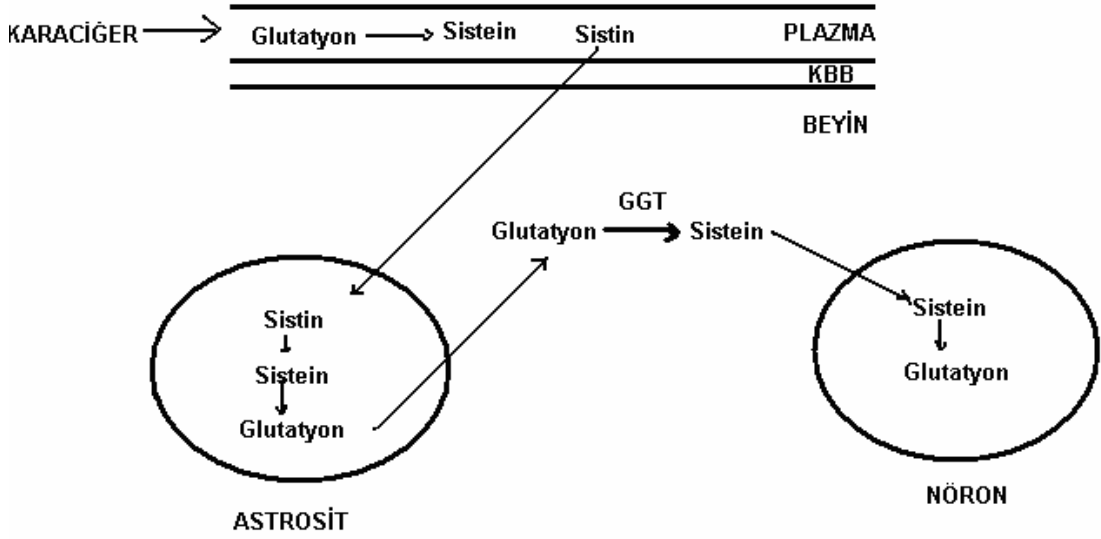 KARACİĞER
Glutatyon
Sistein
Sistin
PLAZMA
KBB
BEYİN
GGT
Glutatyon
Sistein
Sistin
Sistein
Glutatyon
ASTROSİT
Sistein
Glutatyon
NÖRON